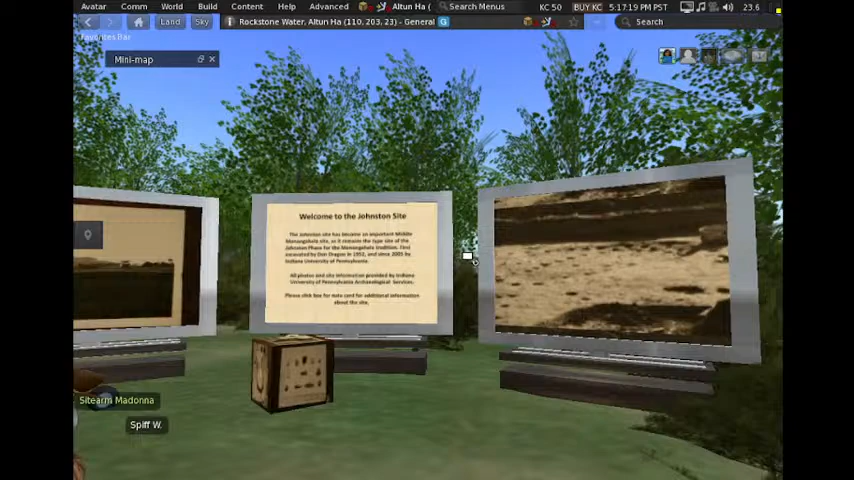 Avatar Comm World Build Content Help Advanced Altun Ha ( Search Menus KC 50 BUY KC 5:17:19 PM PST 23.6
Land Sky Rockstone Water, Altun Ha (110, 203, 23) - General G Search
Favorites Bar
Mini-map
Welcome to the Johnston Site
The Johnston site has become an important Middle
Monongahela site, as it remains the type site of the
Johnston Phase for the Monongahela tradition. First
excavated by Don Dragoo in 1952, and since 2005 by
Indiana University of Pennsylvania.
All photos and site information provided by Indiana
University of Pennsylvania Archaeological Services.
Please click box for note card for additional information
about the site.
Sitearm Madonna
Spiff W.